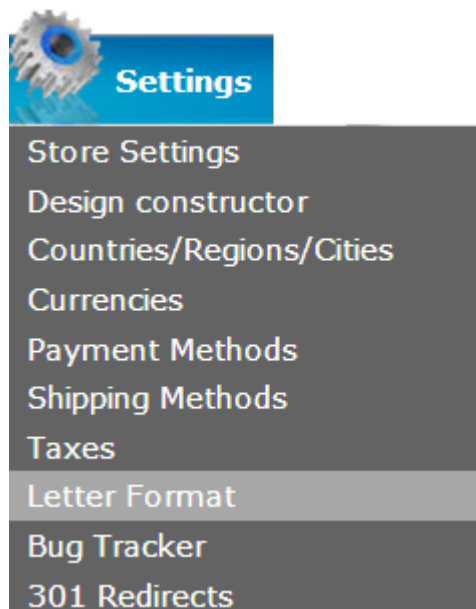 Settings
Store Settings
Design constructor
Countries/Regions/Cities
Currencies
Payment Methods
Shipping Methods
Taxes
Letter Format
Bug Tracker
301 Redirects